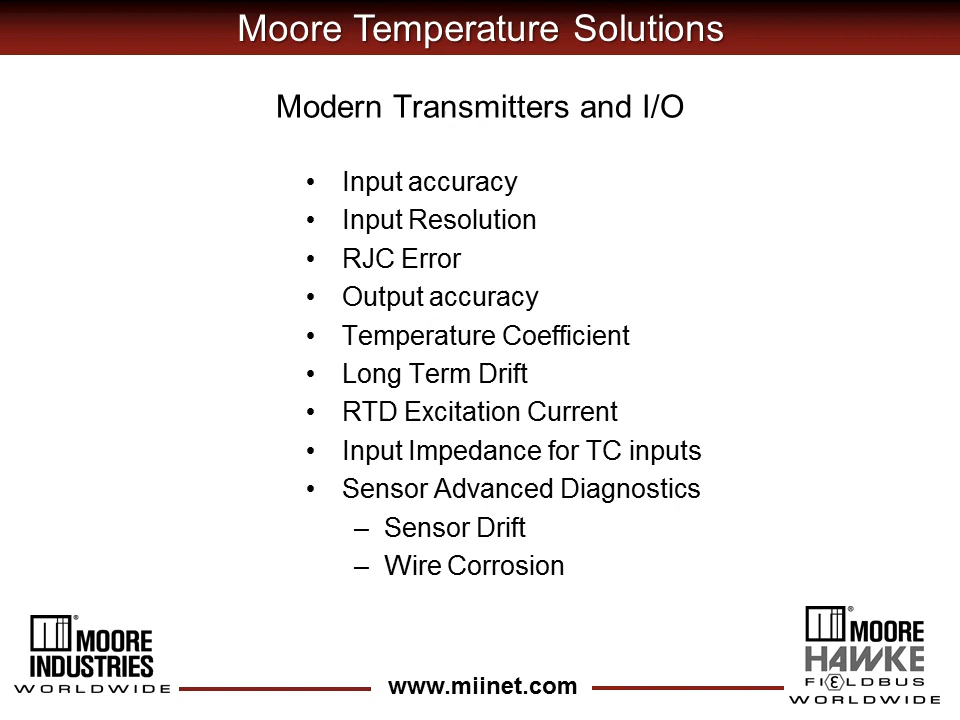 Moore Temperature Solutions
Modern Transmitters and I/O
• Input accuracy
• Input Resolution
• RJC Error
• Output accuracy
• Temperature Coefficient
• Long Term Drift
• RTD Excitation Current
• Input Impedance for TC inputs
• Sensor Advanced Diagnostics
– Sensor Drift
– Wire Corrosion
® MOORE
INDUSTRIES
WORLDWIDE
www.miinet.com
® MOORE
HAWKE
FIELDBUS
WORLDWIDE